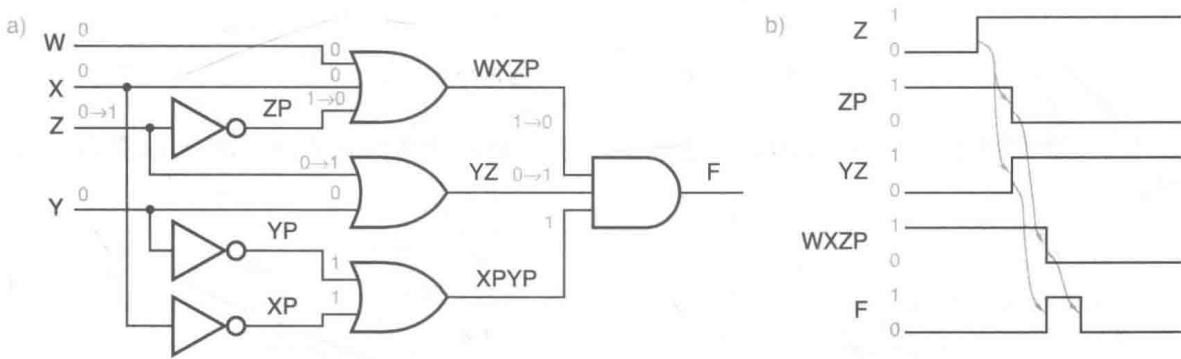 a)
W 0 0 WXZP
X 0 0
Z 0→1 ZP 1→0 1→0
0→1 YZ 0→1 F
Y 0 0 1
YP 1
XP 1 XPYP
b)
Z 1 0
ZP 1 0
YZ 1 0
WXZP 1 0
F 1 0